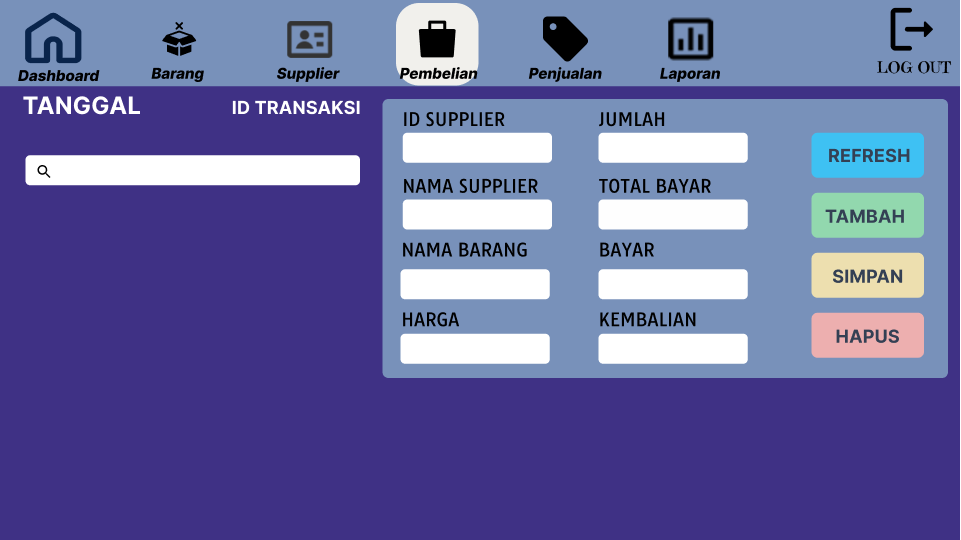 Dashboard
Barang
Supplier
Pembelian
Penjualan
Laporan
LOG OUT
TANGGAL
ID TRANSAKSI
ID SUPPLIER
JUMLAH
REFRESH
NAMA SUPPLIER
TOTAL BAYAR
TAMBAH
NAMA BARANG
BAYAR
SIMPAN
HARGA
KEMBALIAN
HAPUS